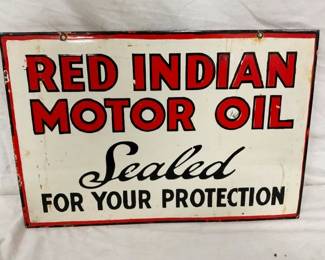 RED INDIAN
MOTOR OIL
Sealed
FOR YOUR PROTECTION